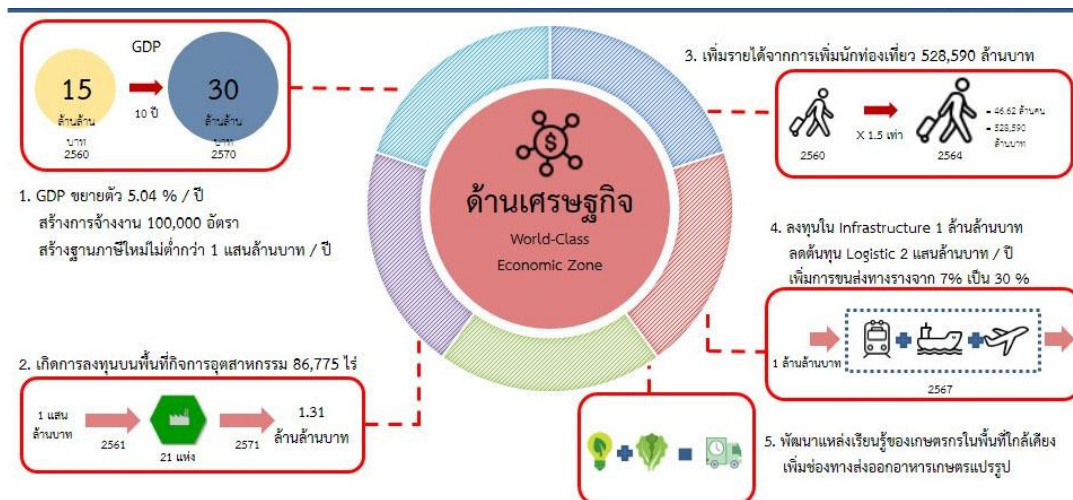 GDP
15
ล้านล้าน
บาท
2560
10 ปี
30
ล้านล้าน
บาท
2570
1. GDP ขยายตัว 5.04 % / ปี
สร้างการจ้างงาน 100,000 อัตรา
สร้างฐานภาษีใหม่ไม่ต่ำกว่า 1 แสนล้านบาท / ปี
2. เกิดการลงทุนบนพื้นที่กิจการอุตสาหกรรม 86,775 ไร่
1 แสน
ล้านบาท
2561
21 แห่ง
2571
1.31
ล้านล้านบาท
$
ด้านเศรษฐกิจ
World-Class
Economic Zone
3. เพิ่มรายได้จากการเพิ่มนักท่องเที่ยว 528,590 ล้านบาท
2560
X 1.5 เท่า
2564
= 46.62 ล้านคน
= 528,590
ล้านบาท
4. ลงทุนใน Infrastructure 1 ล้านล้านบาท
ลดต้นทุน Logistic 2 แสนล้านบาท / ปี
เพิ่มการขนส่งทางรางจาก 7% เป็น 30 %
1 ล้านล้านบาท
2567
5. พัฒนาแหล่งเรียนรู้ของเกษตรกรในพื้นที่ใกล้เคียง
เพิ่มช่องทางส่งออกอาหารเกษตรแปรรูป